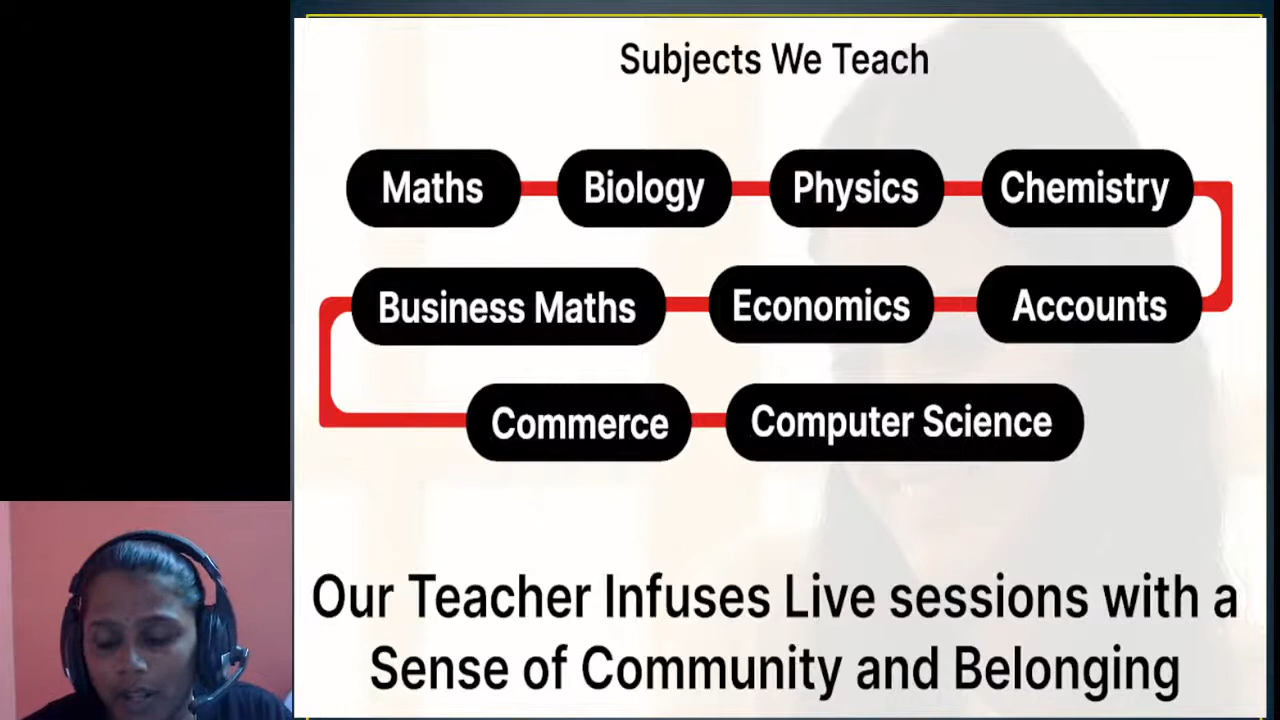 Subjects We Teach
Maths Biology Physics Chemistry
Business Maths Economics Accounts
Commerce Computer Science
Our Teacher Infuses Live sessions with a
Sense of Community and Belonging